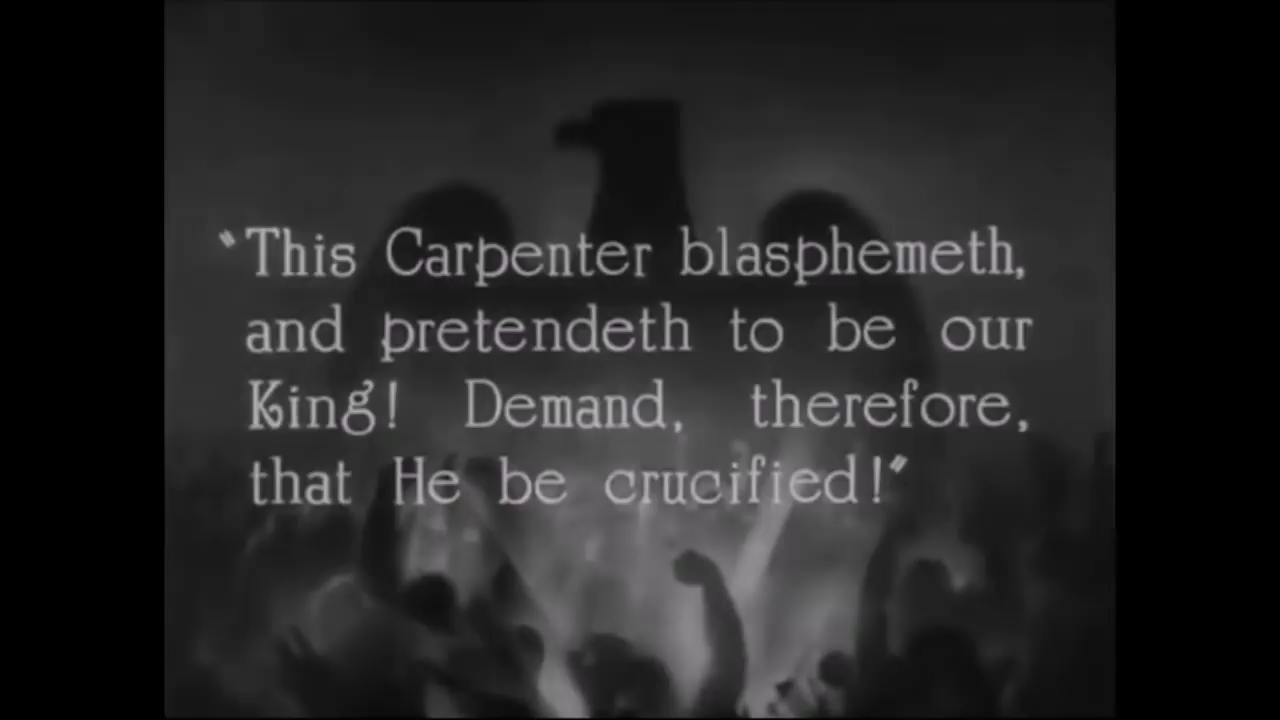 "This Carpenter blasphemeth,
and pretendeth to be our
King! Demand, therefore,
that He be crucified!"